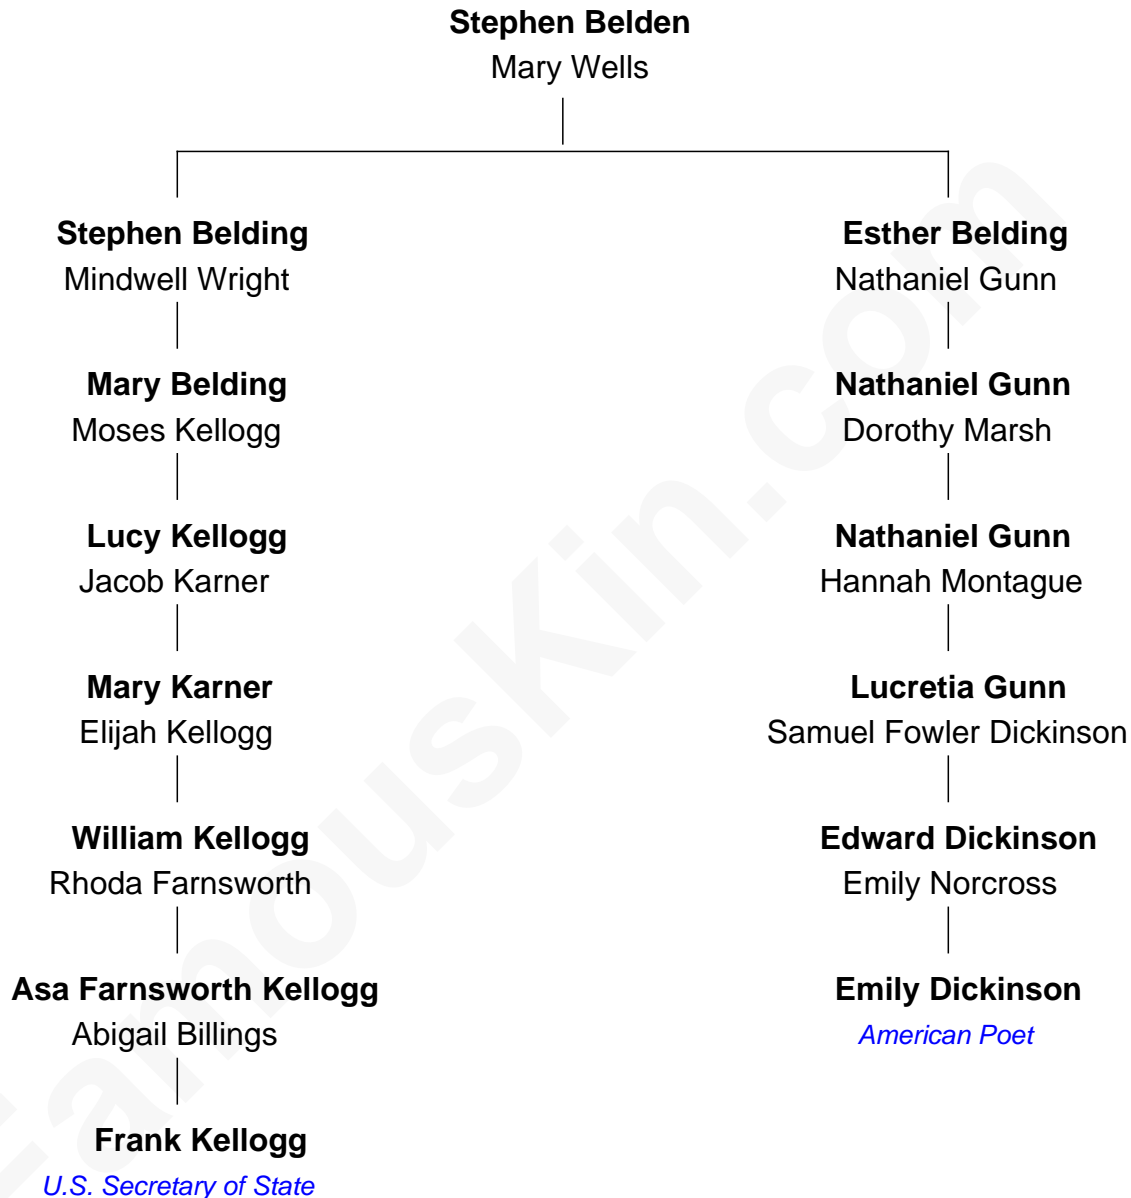 Stephen Belden
Mary Wells
Stephen Belding
Mindwell Wright
Esther Belding
Nathaniel Gunn
Mary Belding
Moses Kellogg
Nathaniel Gunn
Dorothy Marsh
Lucy Kellogg
Jacob Karner
Nathaniel Gunn
Hannah Montague
Mary Karner
Elijah Kellogg
Lucretia Gunn
Samuel Fowler Dickinson
William Kellogg
Rhoda Farnsworth
Edward Dickinson
Emily Norcross
Asa Farnsworth Kellogg
Abigail Billings
Emily Dickinson
American Poet
Frank Kellogg
U.S. Secretary of State
FamousKin.com